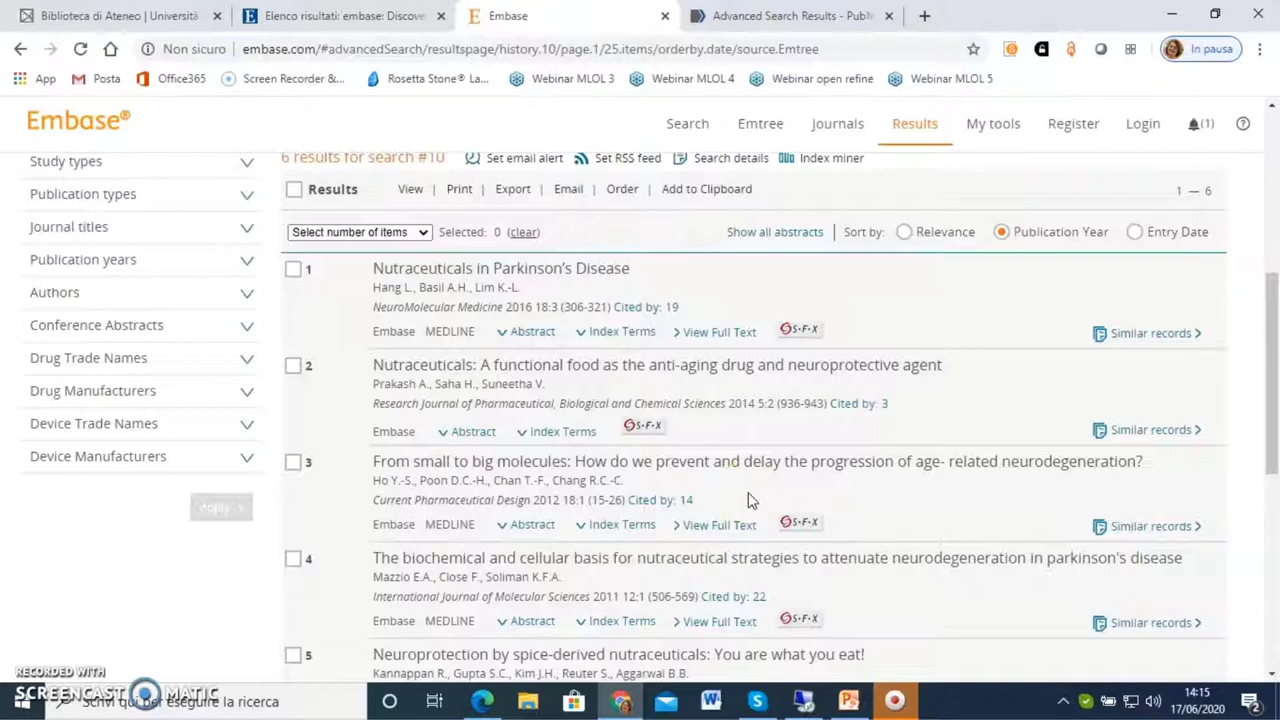 Biblioteca di Ateneo | Università
Elenco risultati: embase: Discove
Embase
Advanced Search Results - PubM
Non sicuro
embase.com/#advancedSearch/resultspage/history.10/page.1/25.items/orderby.date/source.Emtree
In pausa
App
Posta
Office365
Screen Recorder &...
Rosetta Stone® La...
Webinar MLOL 3
Webinar MLOL 4
Webinar open refine
Webinar MLOL 5
Embase®
Search
Emtree
Journals
Results
My tools
Register
Login
(1)
Study types
Publication types
Journal titles
Publication years
Authors
Conference Abstracts
Drug Trade Names
Drug Manufacturers
Device Trade Names
Device Manufacturers
Apply >
6 results for search #10 Set email alert Set RSS feed Search details Index miner
Results View | Print | Export | Email | Order | Add to Clipboard 1 — 6
Select number of items Selected: 0 (clear) Show all abstracts Sort by: Relevance Publication Year Entry Date
1 Nutraceuticals in Parkinson's Disease
Hang L., Basil A.H., Lim K.-L.
NeuroMolecular Medicine 2016 18:3 (306-321) Cited by: 19
Embase MEDLINE Abstract Index Terms View Full Text S·F·X Similar records
2 Nutraceuticals: A functional food as the anti-aging drug and neuroprotective agent
Prakash A., Saha H., Suneetha V.
Research Journal of Pharmaceutical, Biological and Chemical Sciences 2014 5:2 (936-943) Cited by: 3
Embase Abstract Index Terms S·F·X Similar records
3 From small to big molecules: How do we prevent and delay the progression of age- related neurodegeneration?
Ho Y.-S., Poon D.C.-H., Chan T.-F., Chang R.C.-C.
Current Pharmaceutical Design 2012 18:1 (15-26) Cited by: 14
Embase MEDLINE Abstract Index Terms View Full Text S·F·X Similar records
4 The biochemical and cellular basis for nutraceutical strategies to attenuate neurodegeneration in parkinson's disease
Mazzio E.A., Close F., Soliman K.F.A.
International Journal of Molecular Sciences 2011 12:1 (506-569) Cited by: 22
Embase MEDLINE Abstract Index Terms View Full Text S·F·X Similar records
5 Neuroprotection by spice-derived nutraceuticals: You are what you eat!
Kannappan R., Gupta S.C., Kim J.H., Reuter S., Aggarwal B.B.
RECORDED WITH
SCREENCAST MATIC
Scrivi qui per eseguire la ricerca
14:15
17/06/2020
2